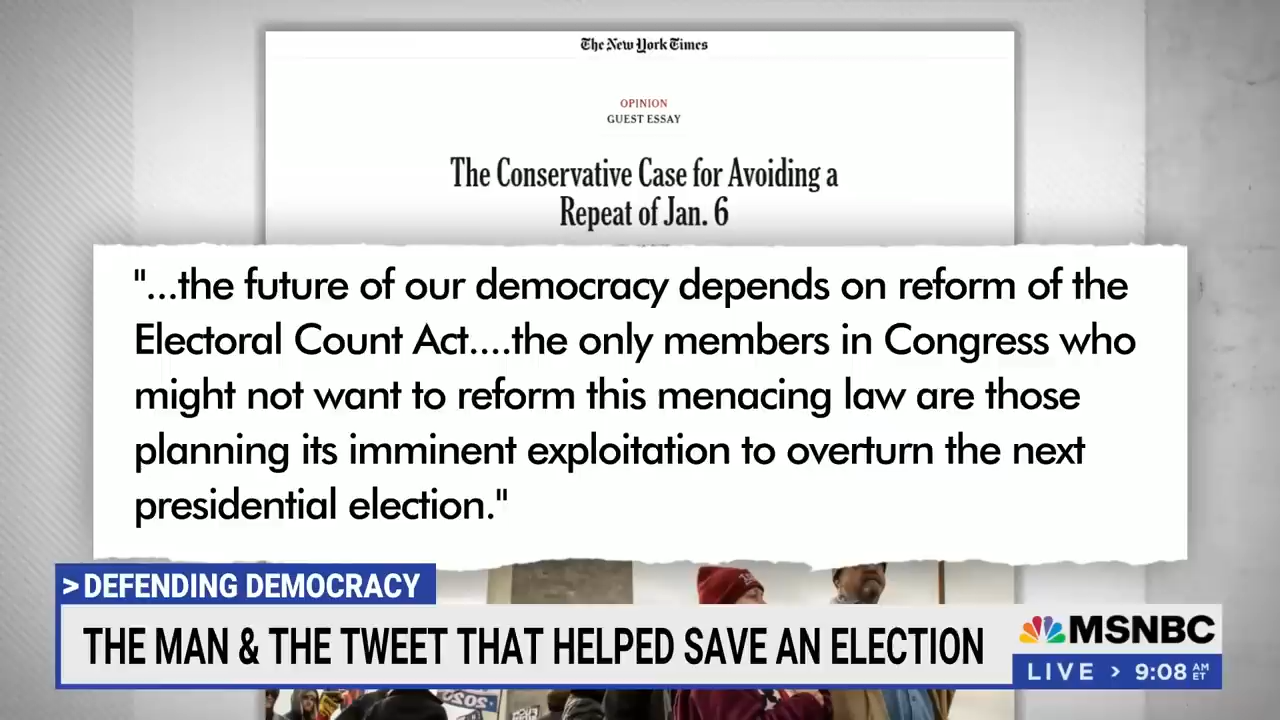 The New York Times
OPINION
GUEST ESSAY
The Conservative Case for Avoiding a
Repeat of Jan. 6
"...the future of our democracy depends on reform of the
Electoral Count Act....the only members in Congress who
might not want to reform this menacing law are those
planning its imminent exploitation to overturn the next
presidential election."
>DEFENDING DEMOCRACY
THE MAN & THE TWEET THAT HELPED SAVE AN ELECTION
MSNBC
LIVE > 9:08 AM ET